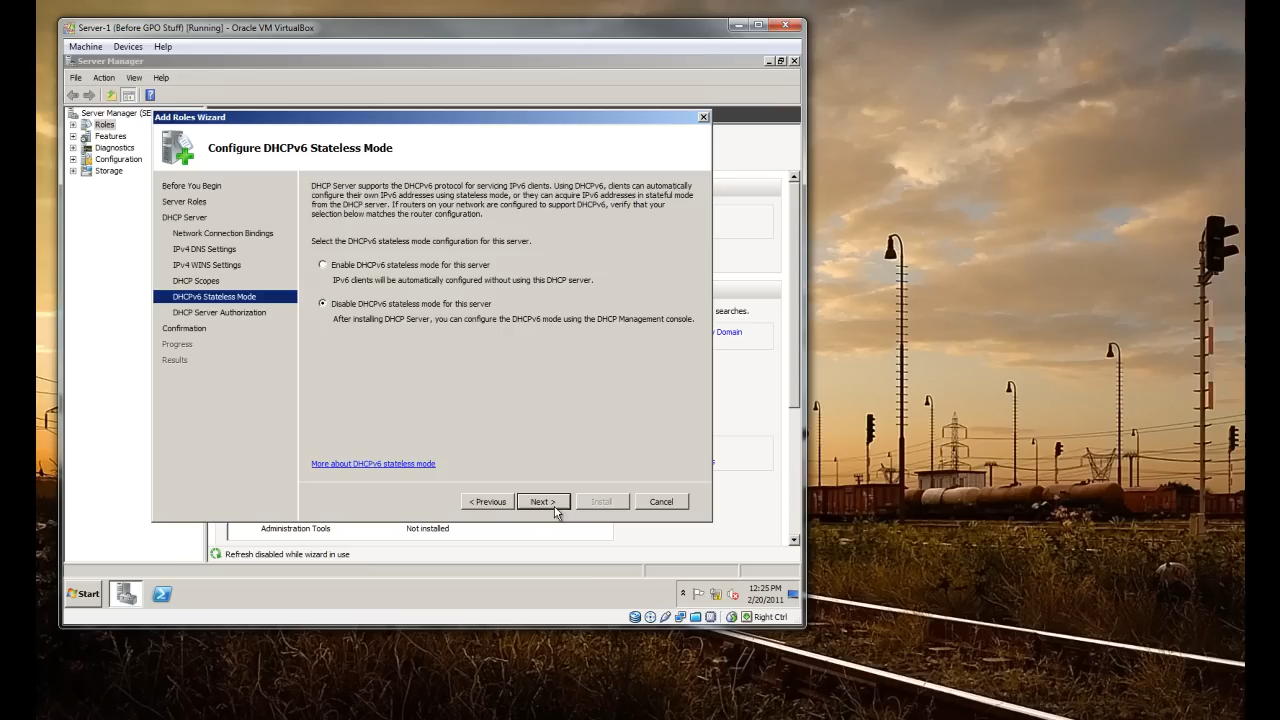 Server-1 (Before GPO Stuff) [Running] - Oracle VM VirtualBox
Machine Devices Help
Server Manager
File Action View Help
Server Manager (SE
Roles
Features
Diagnostics
Configuration
Storage
Add Roles Wizard
Configure DHCPv6 Stateless Mode
Before You Begin
Server Roles
DHCP Server
Network Connection Bindings
IPv4 DNS Settings
IPv4 WINS Settings
DHCP Scopes
DHCPv6 Stateless Mode
DHCP Server Authorization
Confirmation
Progress
Results
DHCP Server supports the DHCPv6 protocol for servicing IPv6 clients. Using DHCPv6, clients can automatically
configure their own IPv6 addresses using stateless mode, or they can acquire IPv6 addresses in stateful mode
from the DHCP server. If routers on your network are configured to support DHCPv6, verify that your
selection below matches the router configuration.
Select the DHCPv6 stateless mode configuration for this server.
Enable DHCPv6 stateless mode for this server
IPv6 clients will be automatically configured without using this DHCP server.
Disable DHCPv6 stateless mode for this server
After installing DHCP Server, you can configure the DHCPv6 mode using the DHCP Management console.
More about DHCPv6 stateless mode
< Previous Next > Install Cancel
searches.
y Domain
s
Administration Tools Not installed
Refresh disabled while wizard in use
Start
12:25 PM
2/20/2011
Right Ctrl